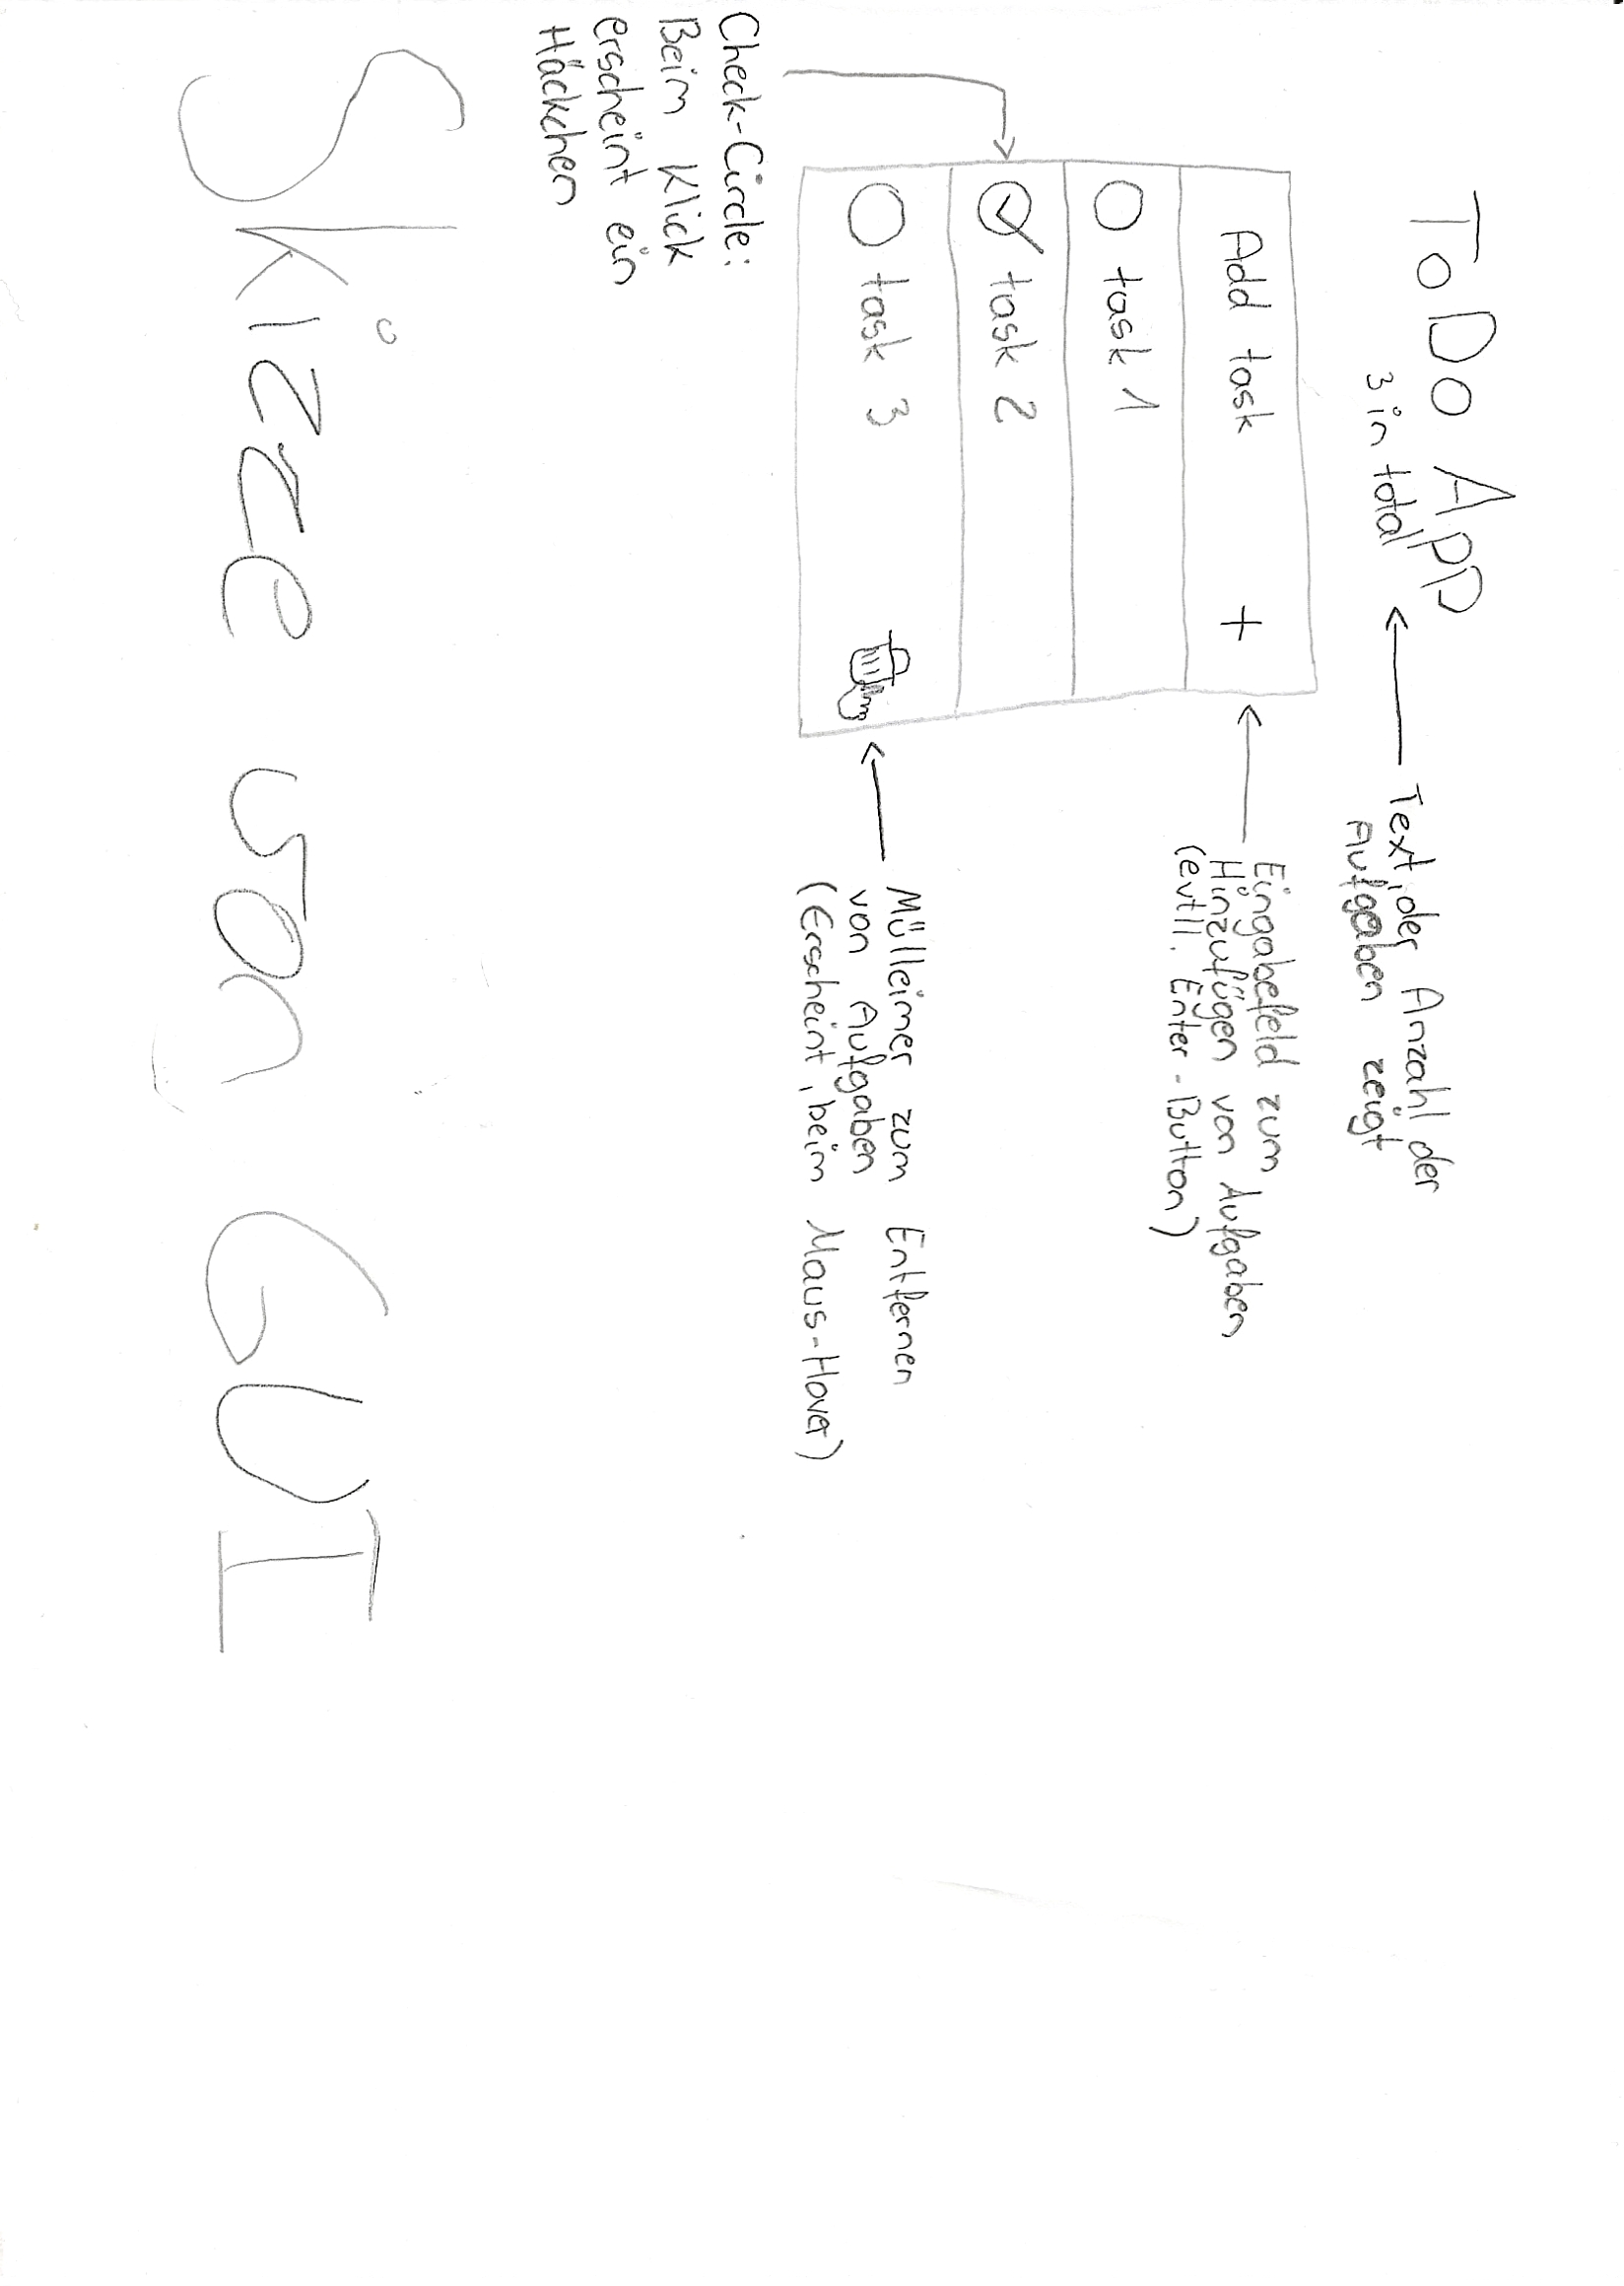 ToDo App
3 in total
Text, der Anzahl der
Aufgaben zeigt
Add task +
Eingabefeld zum
Hinzufügen von Aufgaben
(evtll. Enter-Button)
task 1
task 2
task 3
Mülleimer zum Entfernen
von Aufgaben
(Erscheint, beim Maus-Hover)
Check-Circle:
Beim Klick
erscheint ein
Häckchen
Skizze von GUI